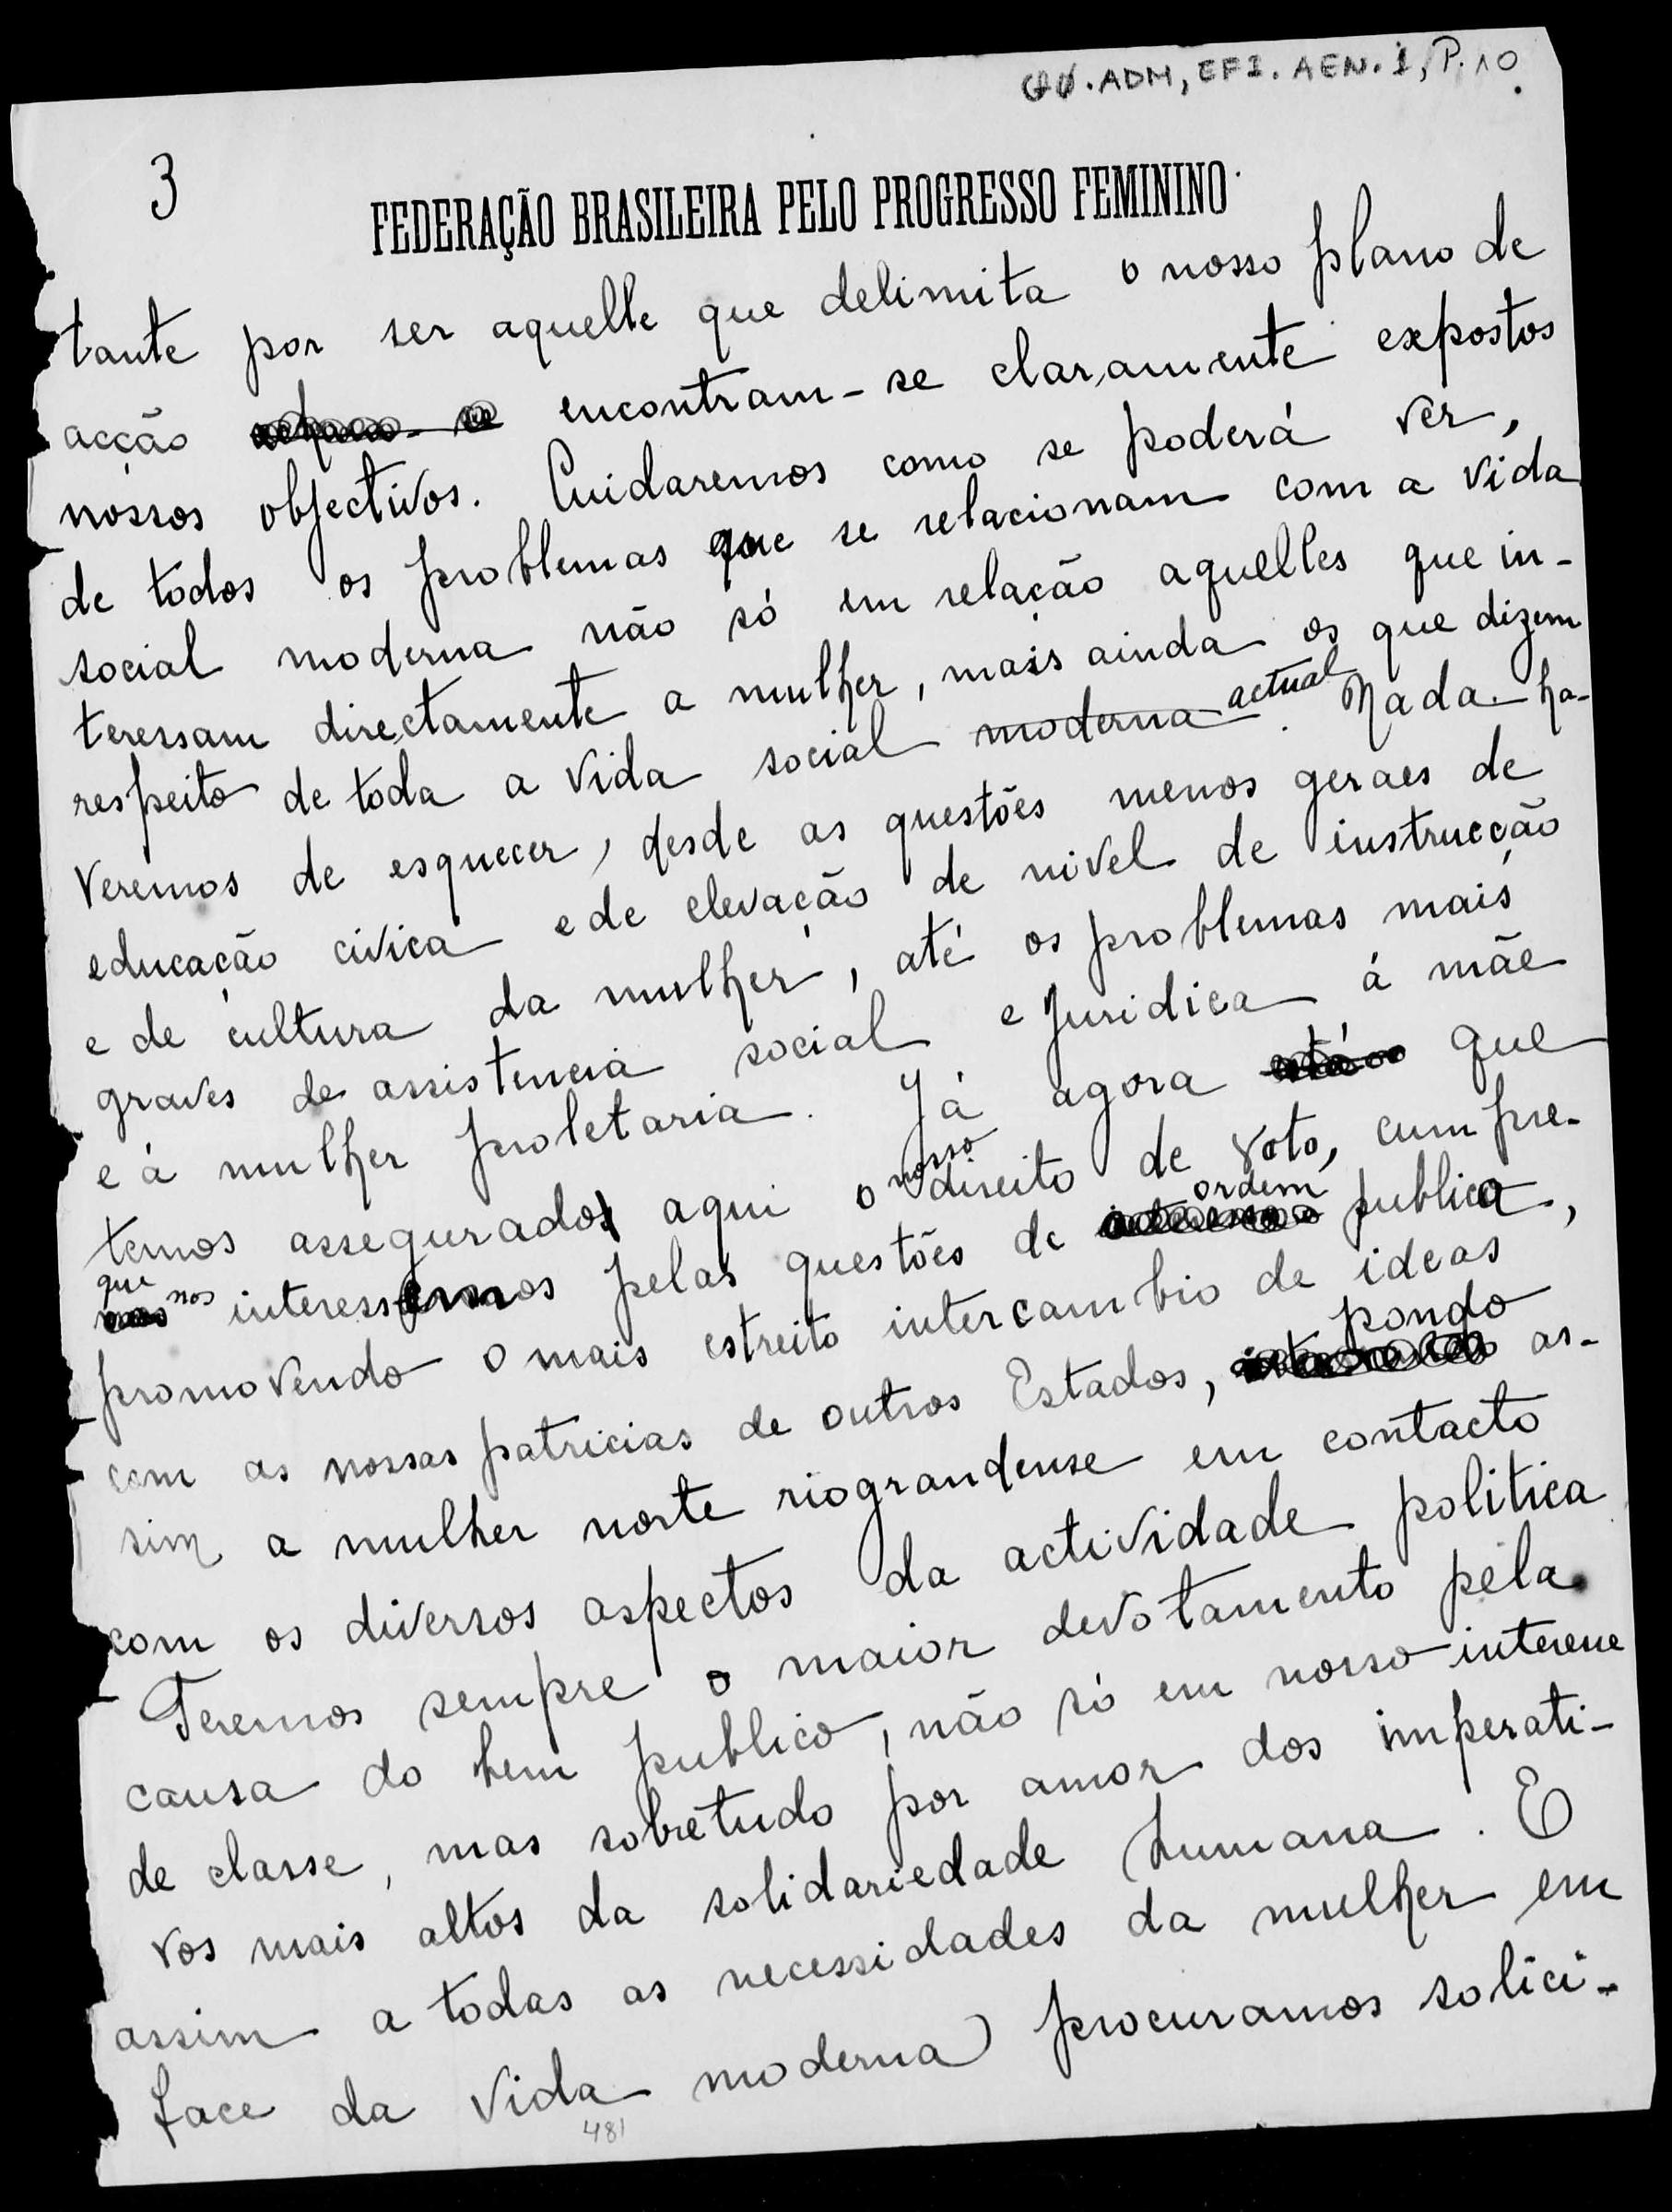 Q0.ADM, EFI. AEN. 1, P. 10
3
FEDERAÇÃO BRASILEIRA PELO PROGRESSO FEMININO
tante por ser aquelle que delimita o nosso plano de
acção encontram-se claramente expostos
nossos objectivos. Cuidaremos como se poderá ver,
de todos os problemas que se relacionam com a vida
social moderna não só em relação aquelles que in-
teressam directamente a mulher, mais ainda os que dizem
respeito de toda a vida social moderna actual. Nada ha-
veremos de esquecer, desde as questões menos geraes de
educação civica e de elevação de nivel de instrucção
e de cultura da mulher, até os problemas mais
graves de assistencia social e juridica á mãe
e á mulher proletaria. Já agora que
temos assegurado aqui o nosso direito de voto, cumpre-
que nos interessemos pelas questões de ordem publica,
promovendo o mais estreito intercambio de ideas
com as nossas patricias de outros Estados, pondo as-
sim a mulher norte riograndense em contacto
com os diversos aspectos da actividade politica
Teremos sempre o maior devotamento pela
causa do bem publico, não só em nosso interesse
de classe, mas sobretudo por amor dos imperati-
vos mais altos da solidariedade humana. E
assim a todas as necessidades da mulher em
face da vida moderna procuramos solici-
481